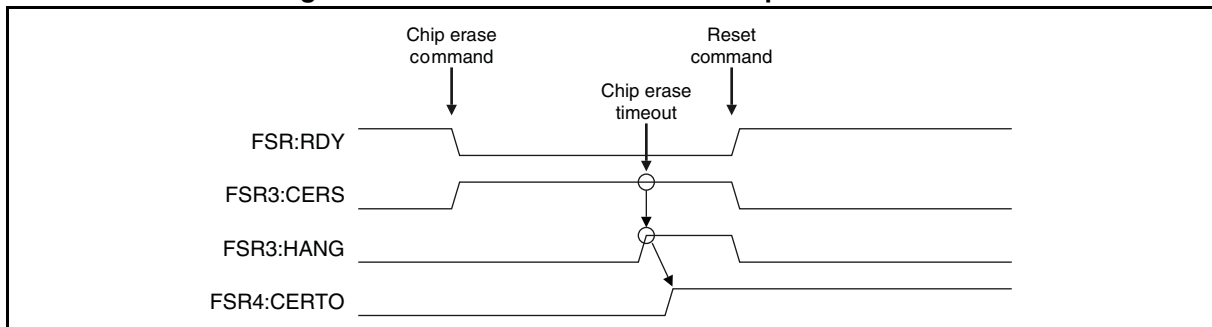 Chip erase
command
Reset
command
Chip erase
timeout
FSR:RDY
FSR3:CERS
FSR3:HANG
FSR4:CERTO